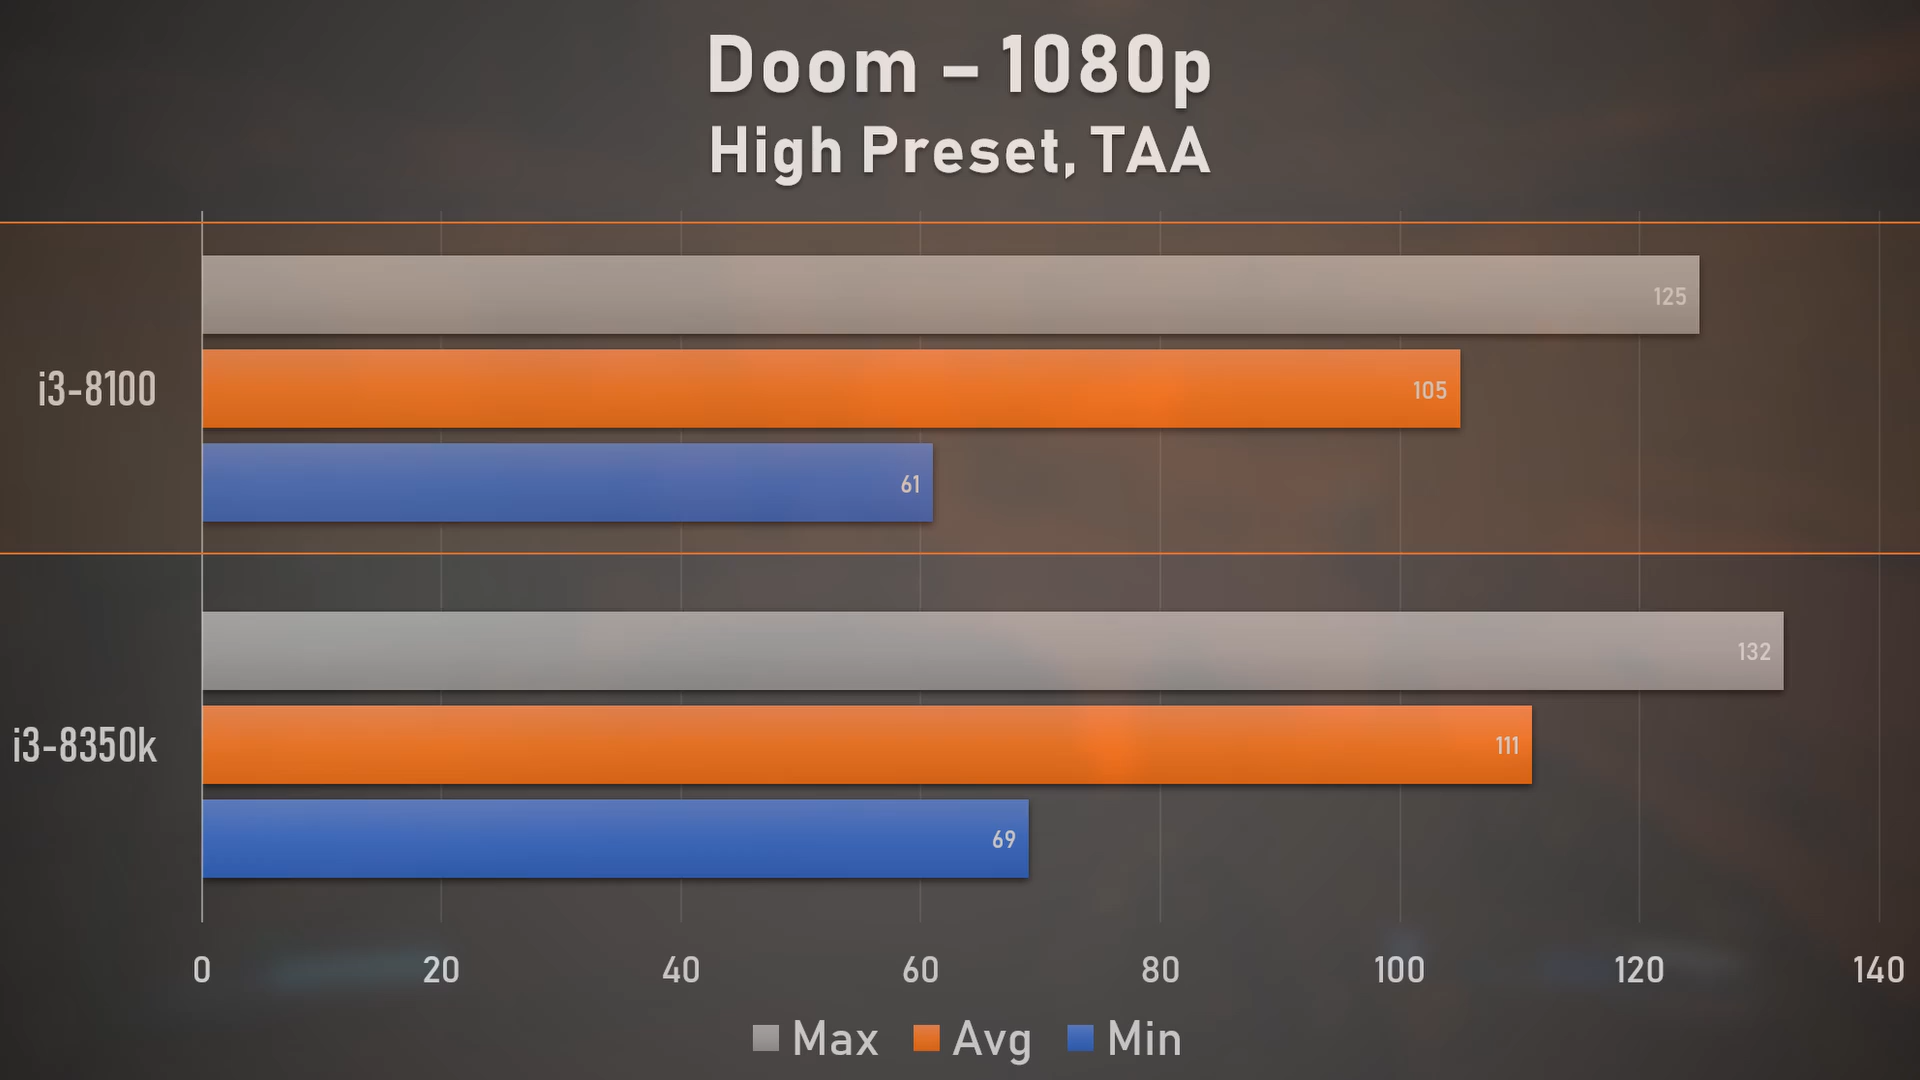 Doom – 1080p
High Preset, TAA
i3-8100
125
105
61
i3-8350k
132
111
69
0 20 40 60 80 100 120 140
Max Avg Min